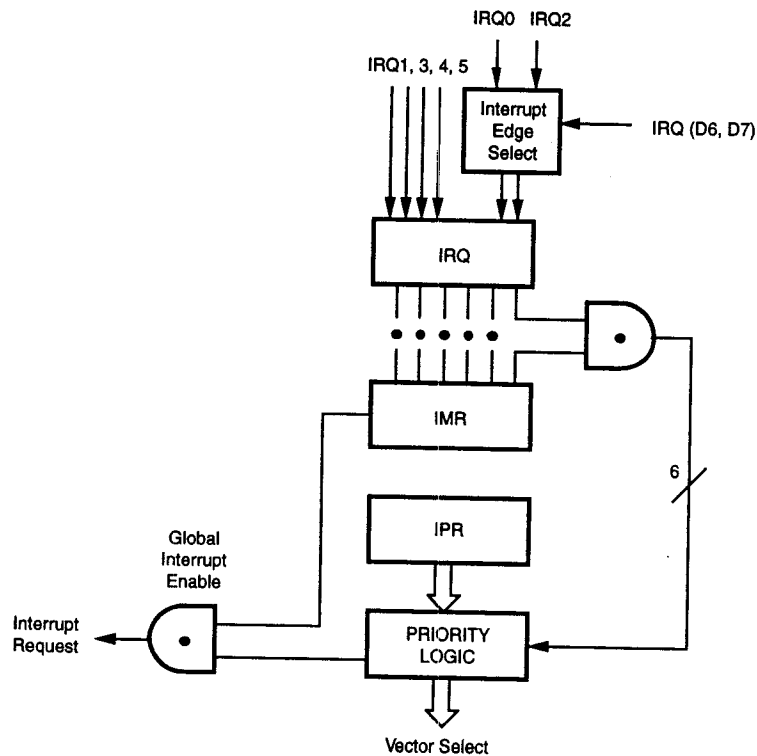 IRQ0 IRQ2
IRQ1, 3, 4, 5
Interrupt
Edge
Select
IRQ (D6, D7)
IRQ
IMR
6
IPR
Global
Interrupt
Enable
Interrupt
Request
PRIORITY
LOGIC
Vector Select